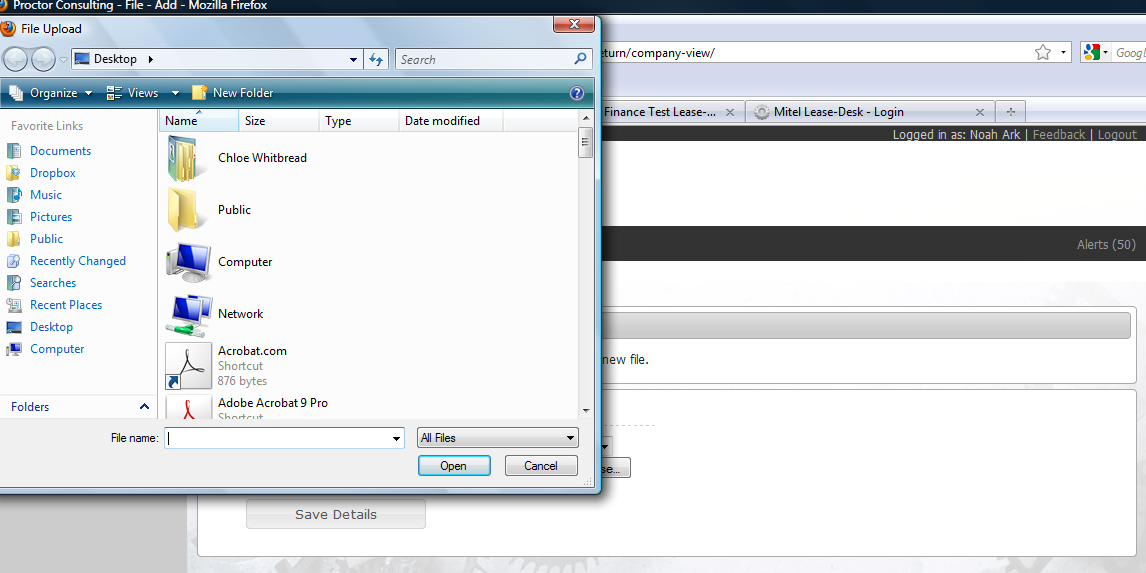 Proctor Consulting - File - Add - Mozilla Firefox
File Upload
Desktop
Search
eturn/company-view/
Googl
Organize
Views
New Folder
Finance Test Lease-...
Mitel Lease-Desk - Login
Logged in as: Noah Ark | Feedback | Logout
Alerts (50)
Favorite Links
Documents
Dropbox
Music
Pictures
Public
Recently Changed
Searches
Recent Places
Desktop
Computer
Folders
Name
Size
Type
Date modified
Chloe Whitbread
Public
Computer
Network
Acrobat.com
Shortcut
876 bytes
Adobe Acrobat 9 Pro
Shortcut
new file.
File name:
All Files
Open
Cancel
se...
Save Details